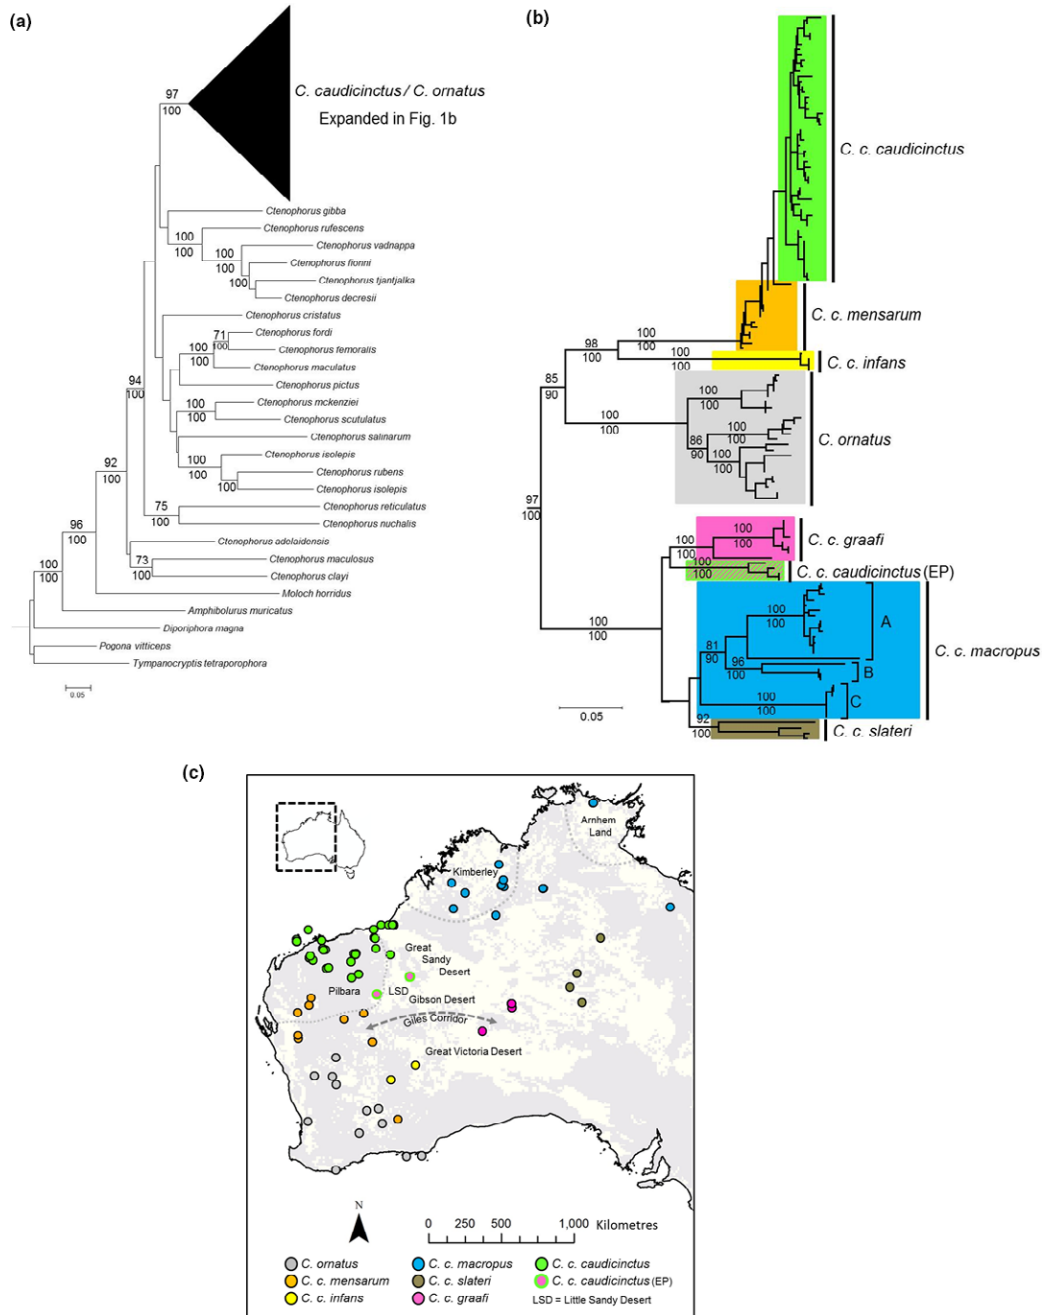 (a)
97
100
C. caudicinctus / C. ornatus
Expanded in Fig. 1b
Ctenophorus gibba
Ctenophorus rufescens
100
100
Ctenophorus vadnappa
100
100
Ctenophorus fionni
Ctenophorus tjantjalka
100
Ctenophorus decresii
Ctenophorus cristatus
Ctenophorus fordi
71
100
Ctenophorus femoralis
100
100
Ctenophorus maculatus
Ctenophorus pictus
94
100
Ctenophorus mckenziei
100
100
Ctenophorus scutulatus
Ctenophorus salinarum
Ctenophorus isolepis
100
100
Ctenophorus rubens
100
Ctenophorus isolepis
92
100
Ctenophorus reticulatus
75
100
Ctenophorus nuchalis
96
100
Ctenophorus adelaidensis
Ctenophorus maculosus
73
100
Ctenophorus clayi
Moloch horridus
100
100
Amphibolurus muricatus
Diporiphora magna
Pogona vitticeps
Tympanocryptis tetraporophora
0.05
(b)
C. c. caudicinctus
C. c. mensarum
100
100
98
100
100
100
C. c. infans
85
90
100
100
100
100
C. ornatus
100
100
86
90
100
100
97
100
C. c. graafi
100
100
100
100
C. c. caudicinctus (EP)
100
100
100
100
A
100
100
C. c. macropus
81
90
96
100
B
C
100
100
0.05
92
100
C. c. slateri
(c)
Arnhem
Land
Kimberley
Great
Sandy
Desert
Pilbara
LSD
Gibson Desert
Giles Corridor
Great Victoria Desert
N
0 250 500 1,000 Kilometres
C. ornatus
C. c. macropus
C. c. caudicinctus
C. c. mensarum
C. c. slateri
C. c. caudicinctus (EP)
C. c. infans
C. c. graafi
LSD = Little Sandy Desert